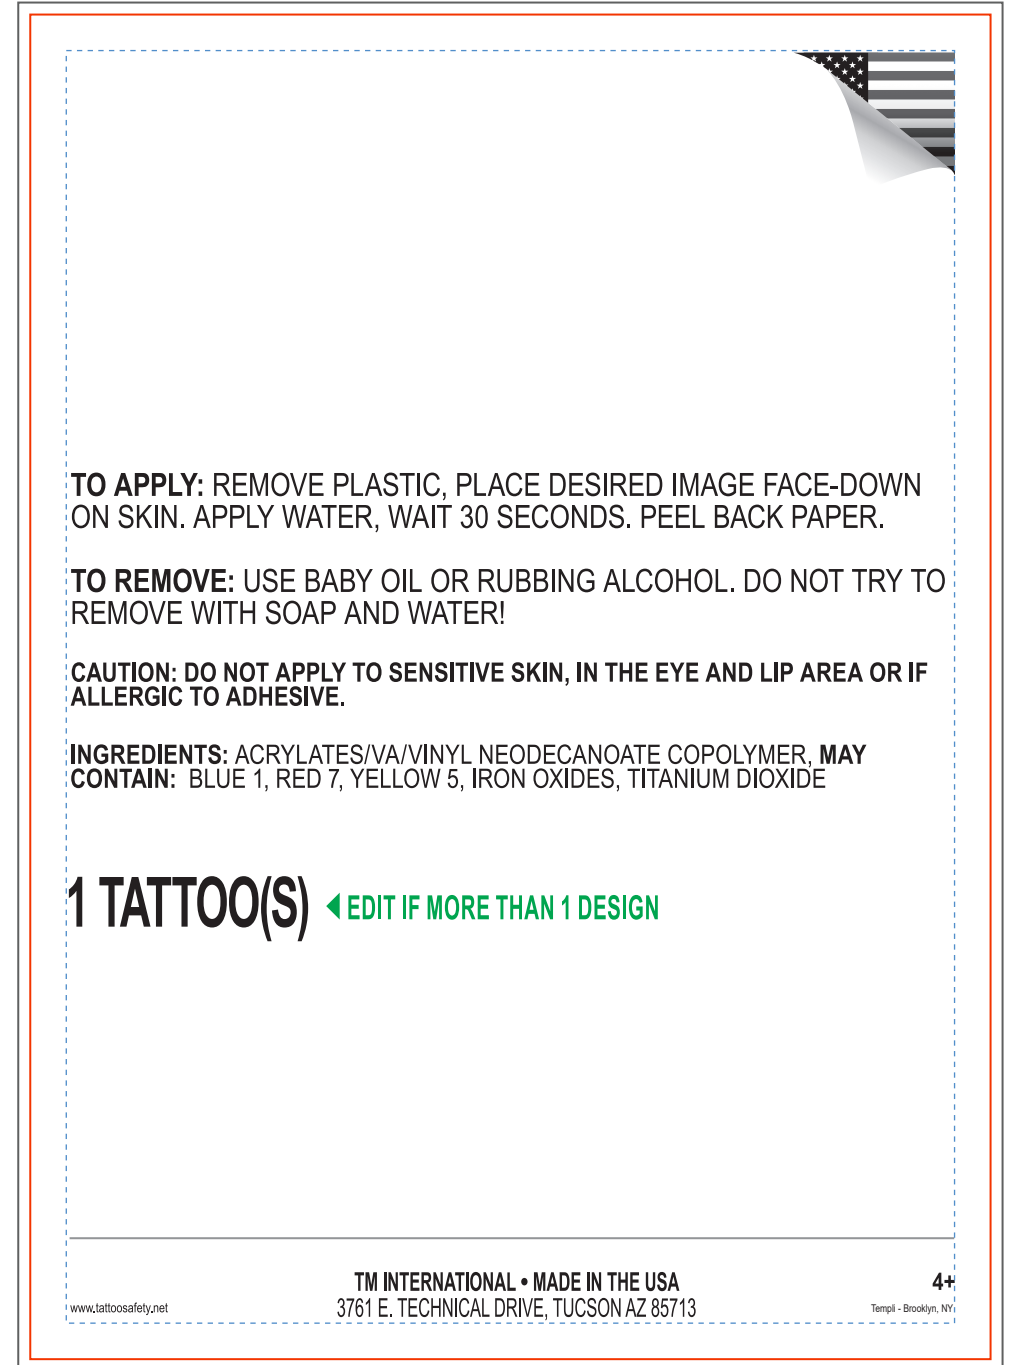 TO APPLY: REMOVE PLASTIC, PLACE DESIRED IMAGE FACE-DOWN
ON SKIN. APPLY WATER, WAIT 30 SECONDS. PEEL BACK PAPER.
TO REMOVE: USE BABY OIL OR RUBBING ALCOHOL. DO NOT TRY TO
REMOVE WITH SOAP AND WATER!
CAUTION: DO NOT APPLY TO SENSITIVE SKIN, IN THE EYE AND LIP AREA OR IF
ALLERGIC TO ADHESIVE.
INGREDIENTS: ACRYLATES/VA/VINYL NEODECANOATE COPOLYMER, MAY
CONTAIN: BLUE 1, RED 7, YELLOW 5, IRON OXIDES, TITANIUM DIOXIDE
1 TATTOO(S)
EDIT IF MORE THAN 1 DESIGN
TM INTERNATIONAL • MADE IN THE USA
4+
www.tattoosafety.net
3761 E. TECHNICAL DRIVE, TUCSON AZ 85713
Templi - Brooklyn, NY